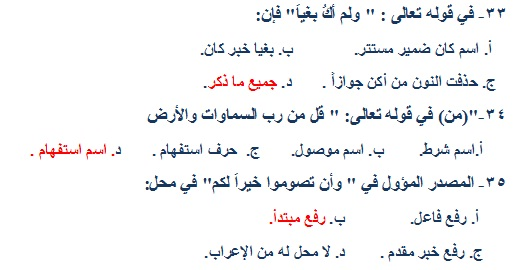 ٣٣- في قوله تعالى : " ولم أكُ بغياً" فإن:
أ. اسم كان ضمير مستتر. ب. بغيا خبر كان.
ج. حذفت النون من أكن جوازاً . د. جميع ما ذكر.
٣٤-"(من) في قوله تعالى: " قل من رب السماوات والأرض
أ.اسم شرط. ب. اسم موصول. ج. حرف استفهام . د. اسم استفهام .
٣٥- المصدر المؤول في " وأن تصوموا خيراً لكم" في محل:
أ. رفع فاعل. ب. رفع مبتدأ.
ج. رفع خبر مقدم . د. لا محل له من الإعراب.